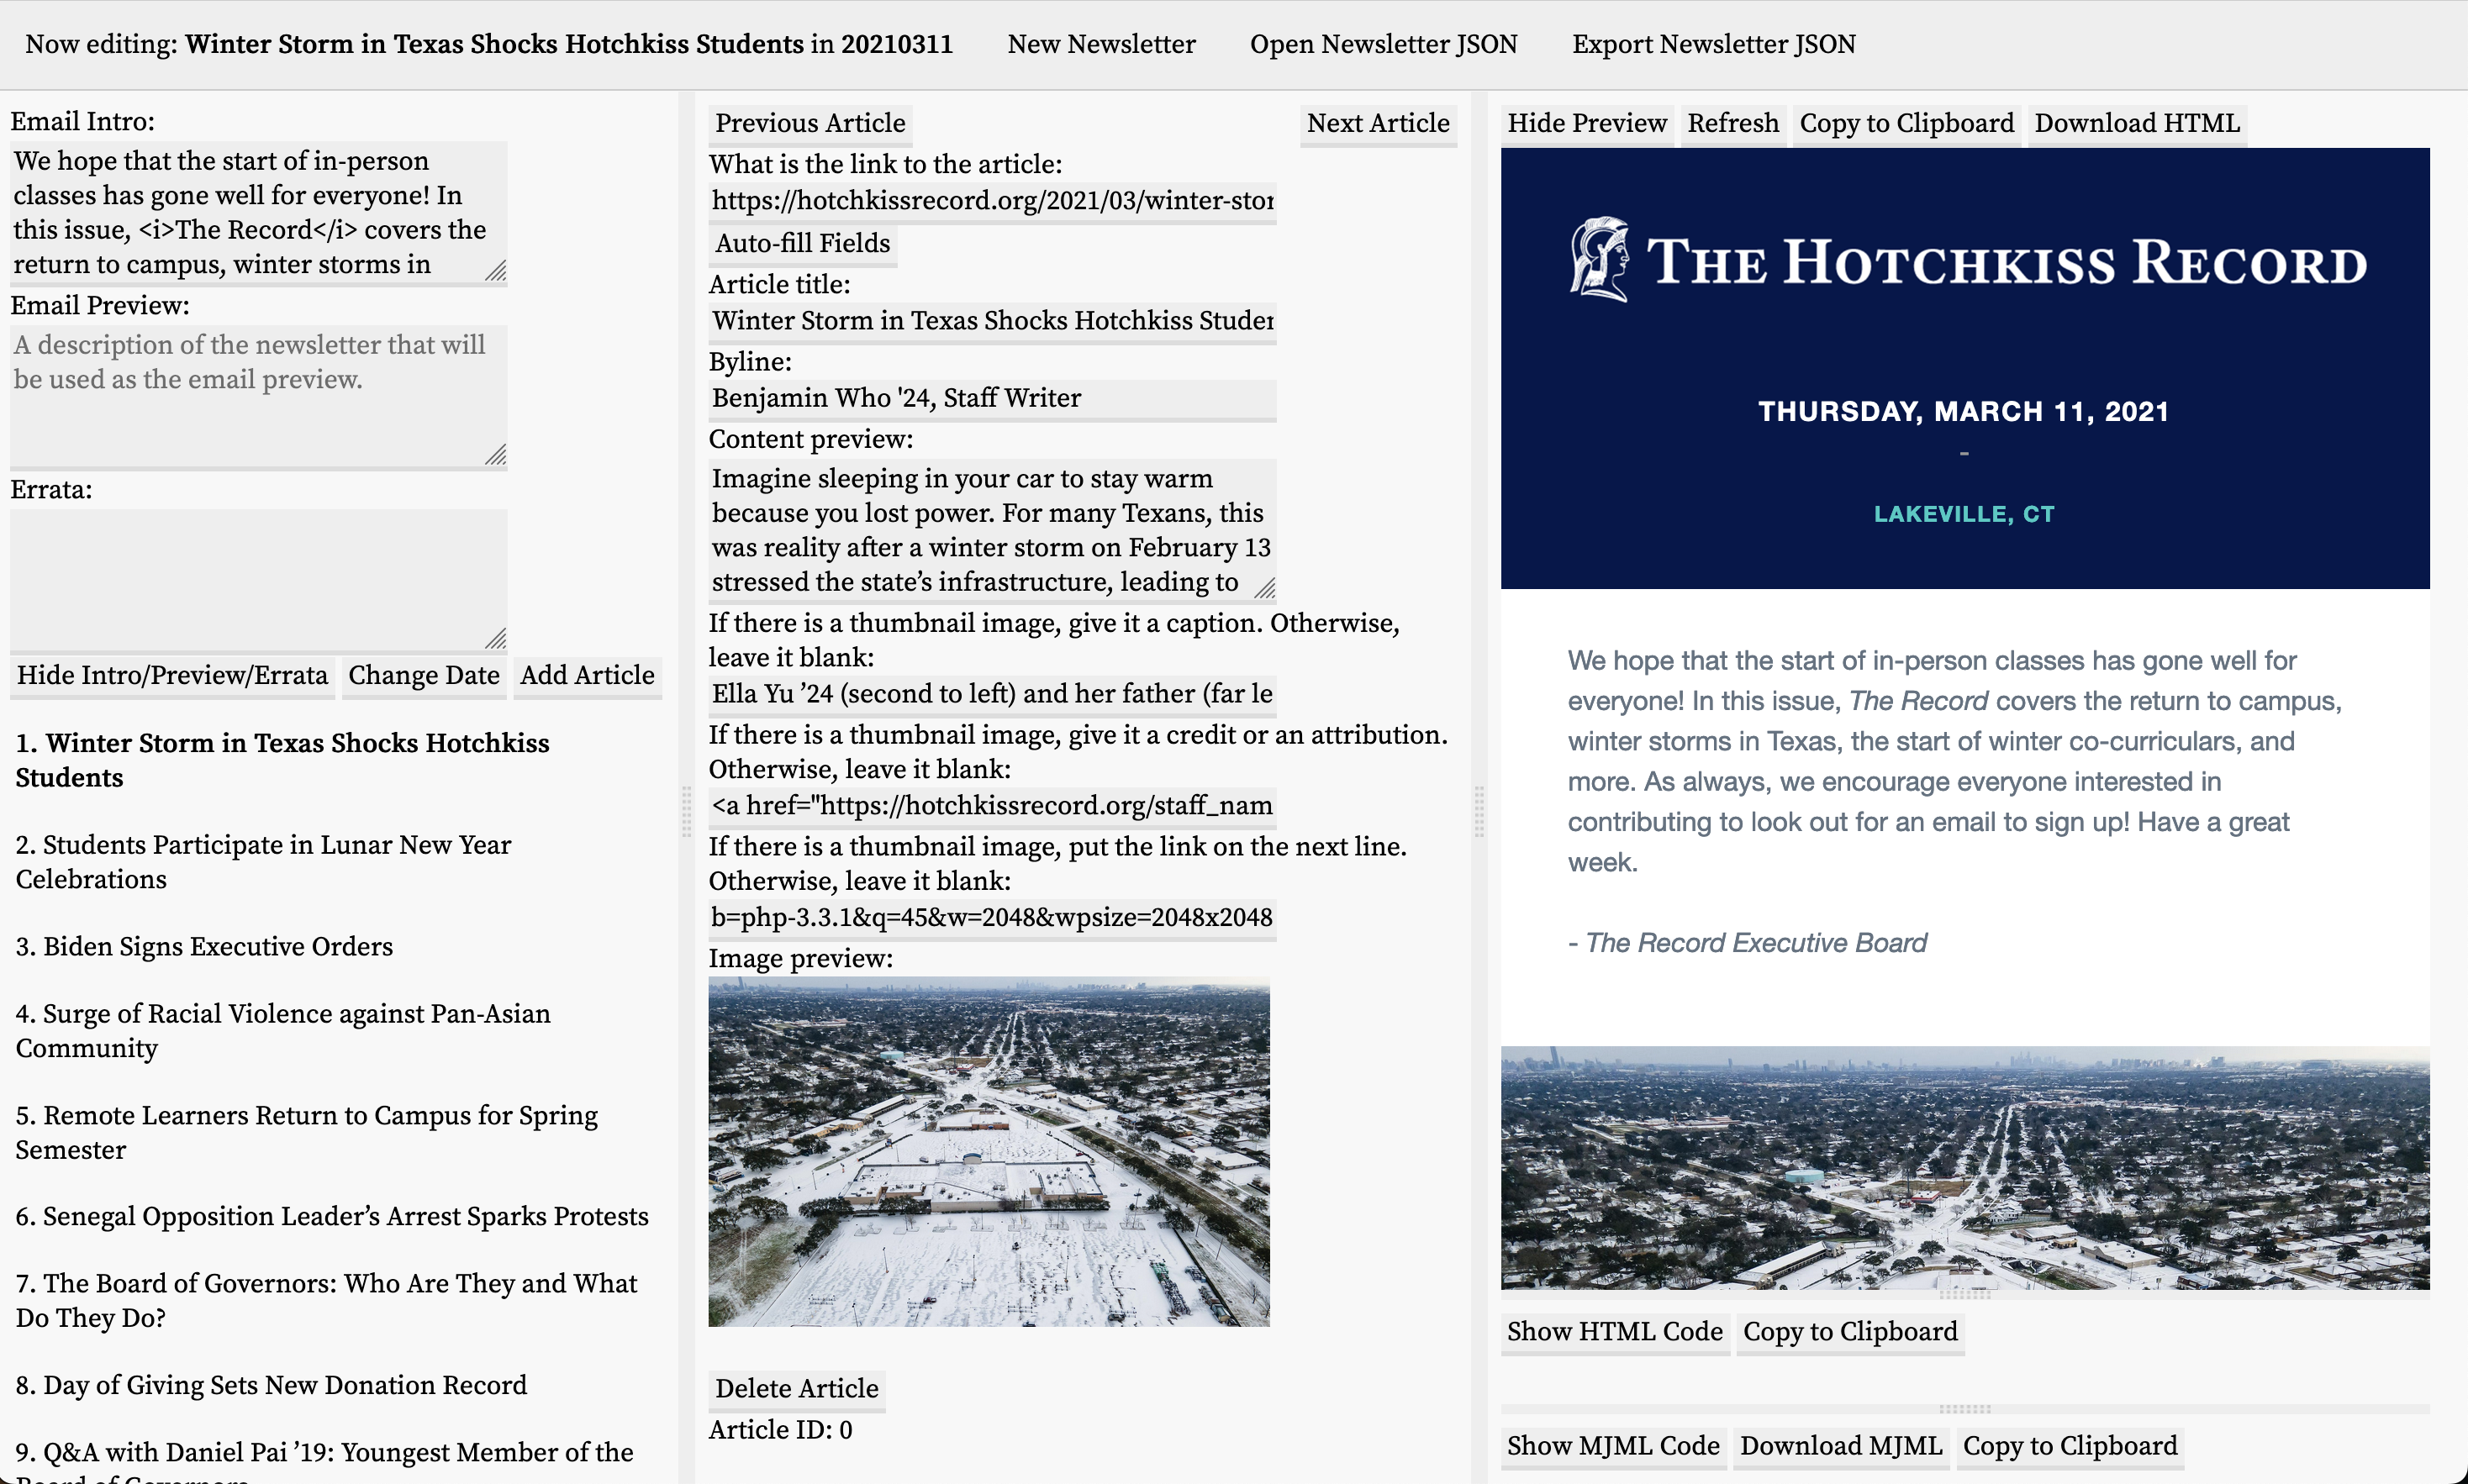 Now editing: Winter Storm in Texas Shocks Hotchkiss Students in 20210311
New Newsletter
Open Newsletter JSON
Export Newsletter JSON
Email Intro:
We hope that the start of in-person
classes has gone well for everyone! In
this issue, <i>The Record</i> covers the
return to campus, winter storms in
Email Preview:
A description of the newsletter that will
be used as the email preview.
Errata:
Hide Intro/Preview/Errata
Change Date
Add Article
1. Winter Storm in Texas Shocks Hotchkiss
Students
2. Students Participate in Lunar New Year
Celebrations
3. Biden Signs Executive Orders
4. Surge of Racial Violence against Pan-Asian
Community
5. Remote Learners Return to Campus for Spring
Semester
6. Senegal Opposition Leader’s Arrest Sparks Protests
7. The Board of Governors: Who Are They and What
Do They Do?
8. Day of Giving Sets New Donation Record
9. Q&A with Daniel Pai ’19: Youngest Member of the
Board of Governors
Previous Article
Next Article
What is the link to the article:
https://hotchkissrecord.org/2021/03/winter-stor
Auto-fill Fields
Article title:
Winter Storm in Texas Shocks Hotchkiss Studen
Byline:
Benjamin Who '24, Staff Writer
Content preview:
Imagine sleeping in your car to stay warm
because you lost power. For many Texans, this
was reality after a winter storm on February 13
stressed the state’s infrastructure, leading to
If there is a thumbnail image, give it a caption. Otherwise,
leave it blank:
Ella Yu ’24 (second to left) and her father (far le
If there is a thumbnail image, give it a credit or an attribution.
Otherwise, leave it blank:
<a href="https://hotchkissrecord.org/staff_nam
If there is a thumbnail image, put the link on the next line.
Otherwise, leave it blank:
b=php-3.3.1&q=45&w=2048&wpsize=2048x2048
Image preview:
Delete Article
Article ID: 0
Hide Preview
Refresh
Copy to Clipboard
Download HTML
THE HOTCHKISS RECORD
THURSDAY, MARCH 11, 2021
-
LAKEVILLE, CT
We hope that the start of in-person classes has gone well for
everyone! In this issue, The Record covers the return to campus,
winter storms in Texas, the start of winter co-curriculars, and
more. As always, we encourage everyone interested in
contributing to look out for an email to sign up! Have a great
week.
- The Record Executive Board
Show HTML Code
Copy to Clipboard
Show MJML Code
Download MJML
Copy to Clipboard